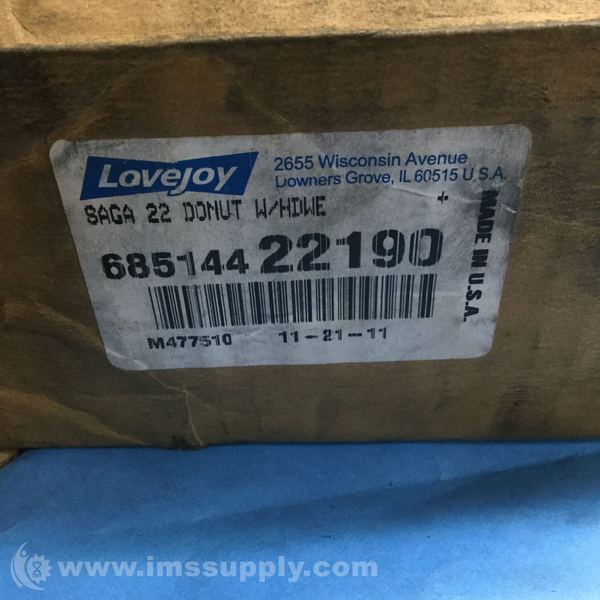 Lovejoy
2655 Wisconsin Avenue
Downers Grove, IL 60515 U.S.A.
SAGA 22 DONUT W/HDWE +
685144 22190
MADE IN U.S.A.
M477510 11-21-11
www.imssupply.com